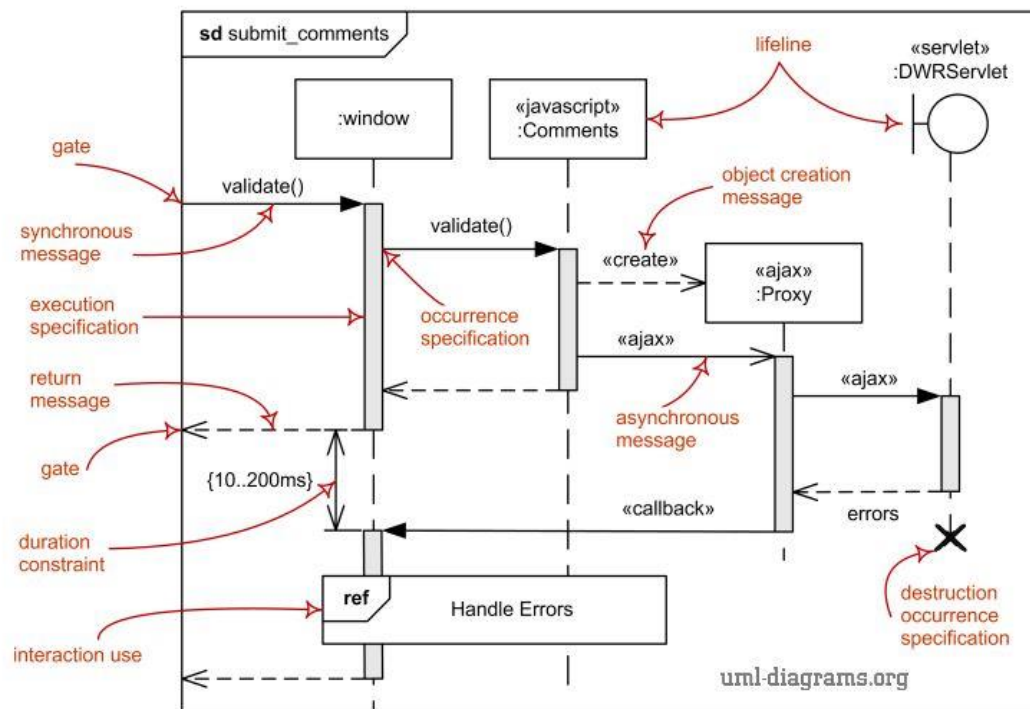 sd submit_comments
lifeline
«servlet»
:DWRServlet
:window
«javascript»
:Comments
gate
validate()
object creation
message
synchronous
message
validate()
«create»
«ajax»
:Proxy
execution
specification
occurrence
specification
«ajax»
return
message
asynchronous
message
«ajax»
gate
{10..200ms}
«callback»
errors
duration
constraint
destruction
occurrence
specification
ref
Handle Errors
interaction use
uml-diagrams.org